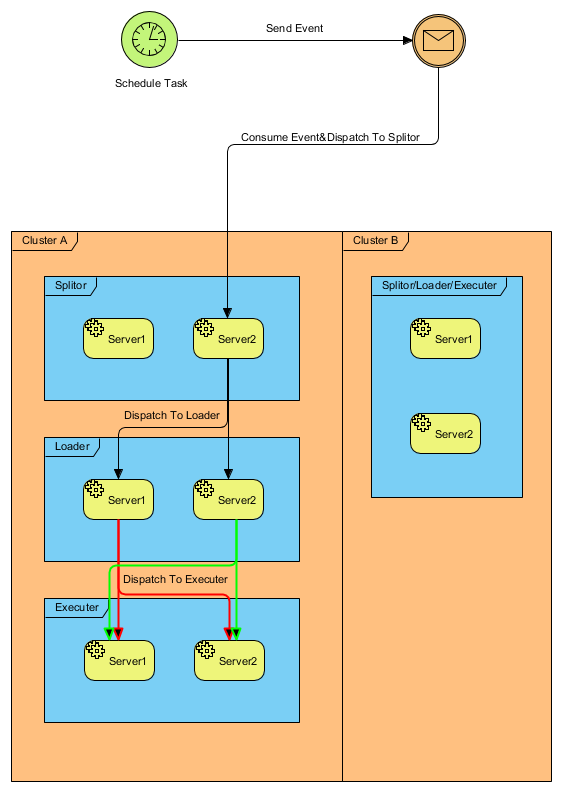 Send Event
Schedule Task
Consume Event&Dispatch To Splitor
Cluster A
Cluster B
Splitor
Splitor/Loader/Executer
Server1
Server2
Server1
Dispatch To Loader
Server2
Loader
Server1
Server2
Dispatch To Executer
Executer
Server1
Server2